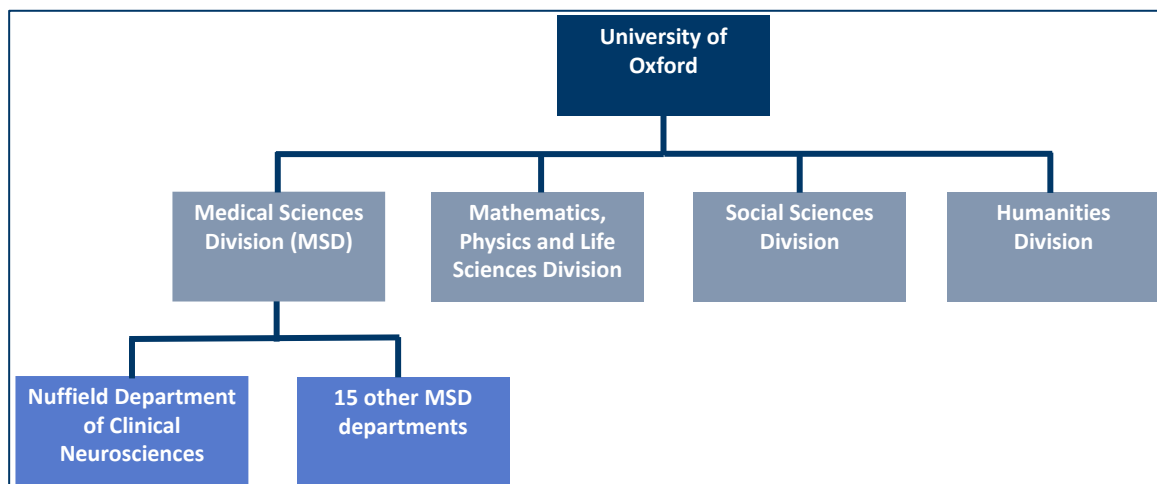 University of
Oxford
Medical Sciences
Division (MSD)
Mathematics,
Physics and Life
Sciences Division
Social Sciences
Division
Humanities
Division
Nuffield Department
of Clinical
Neurosciences
15 other MSD
departments